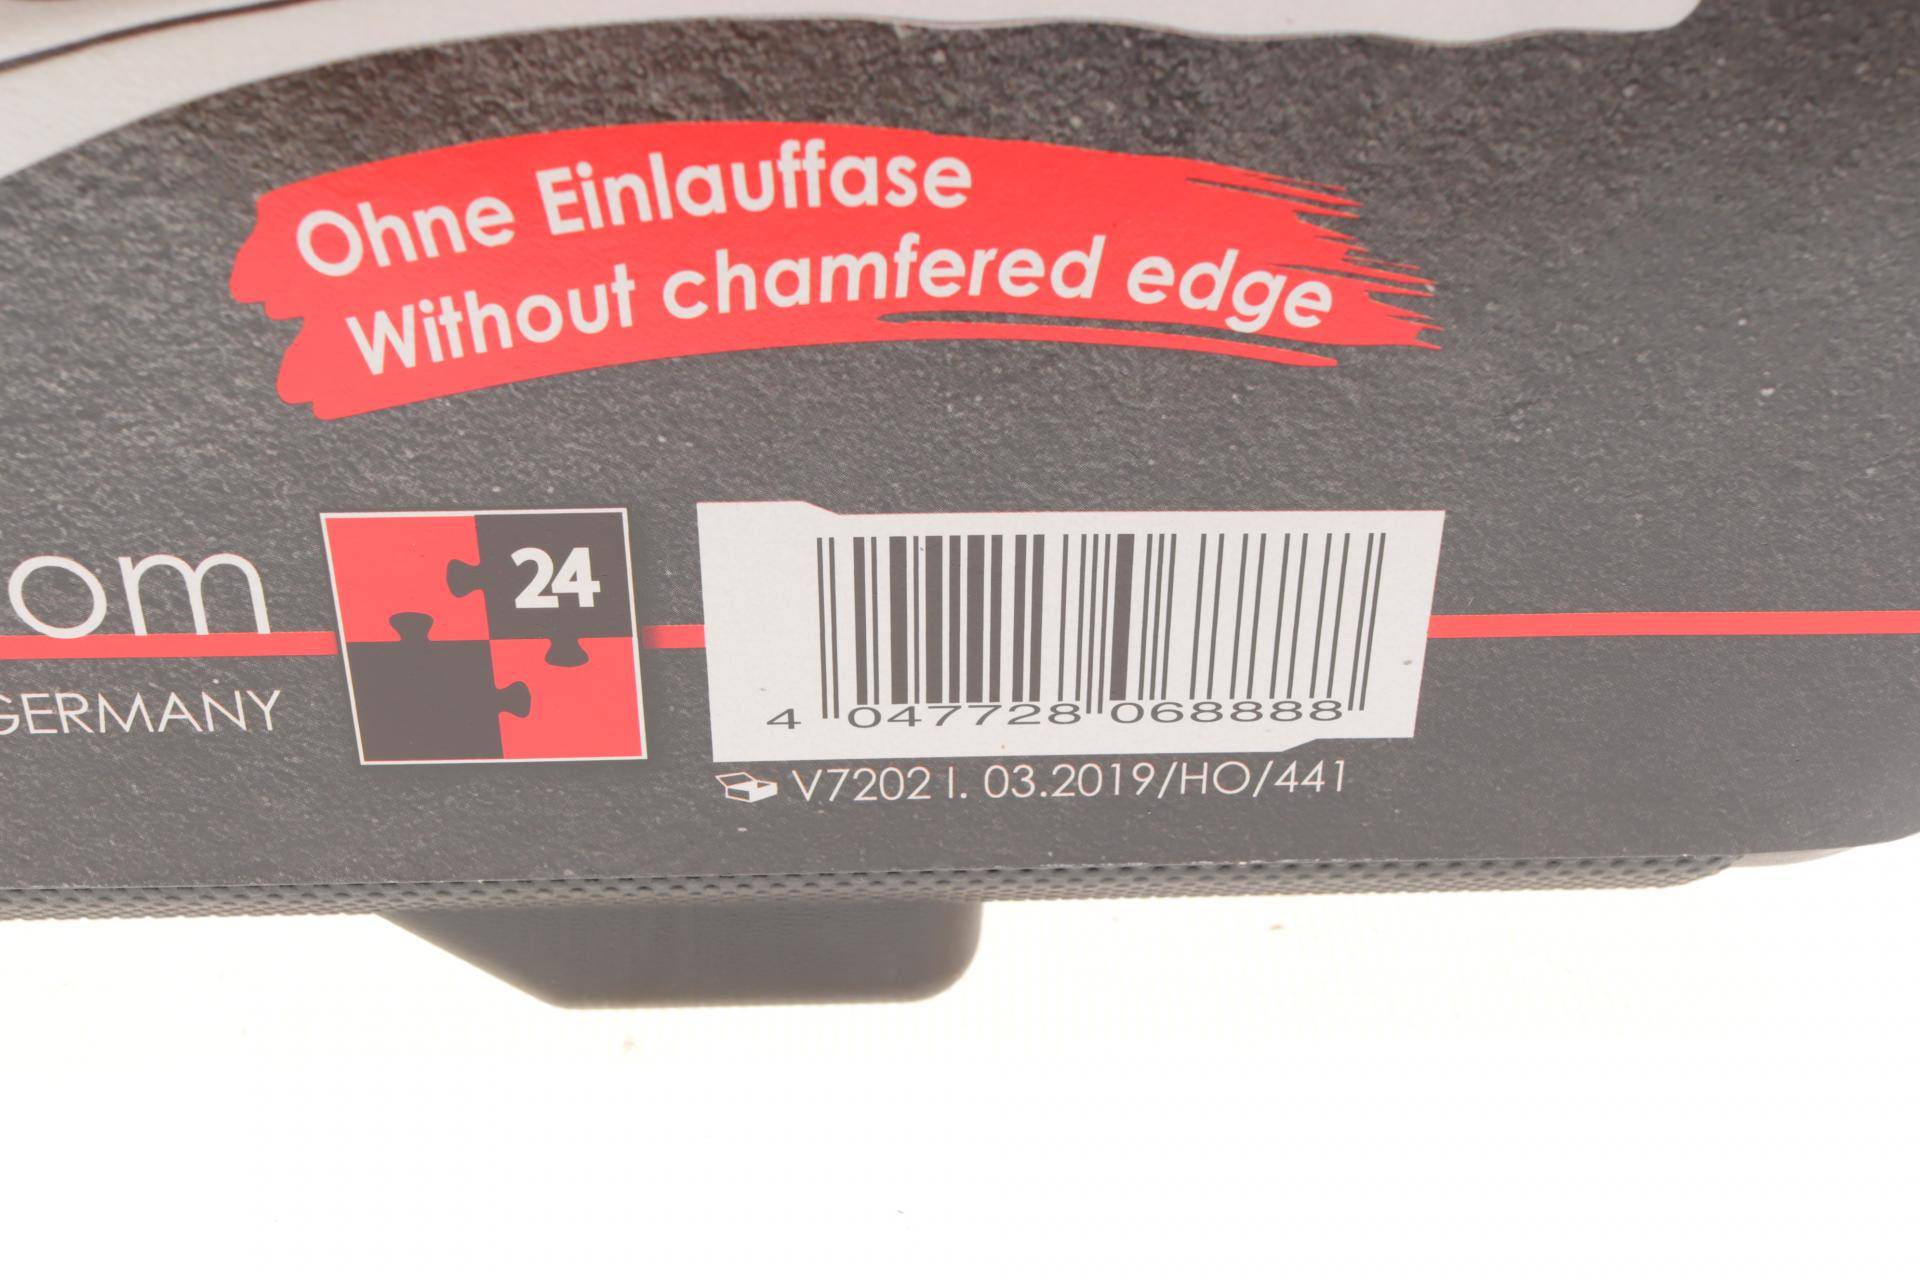 Ohne Einlauffase
Without chamfered edge
om
GERMANY
24
4 047728 068888
V7202 I. 03.2019/HO/441